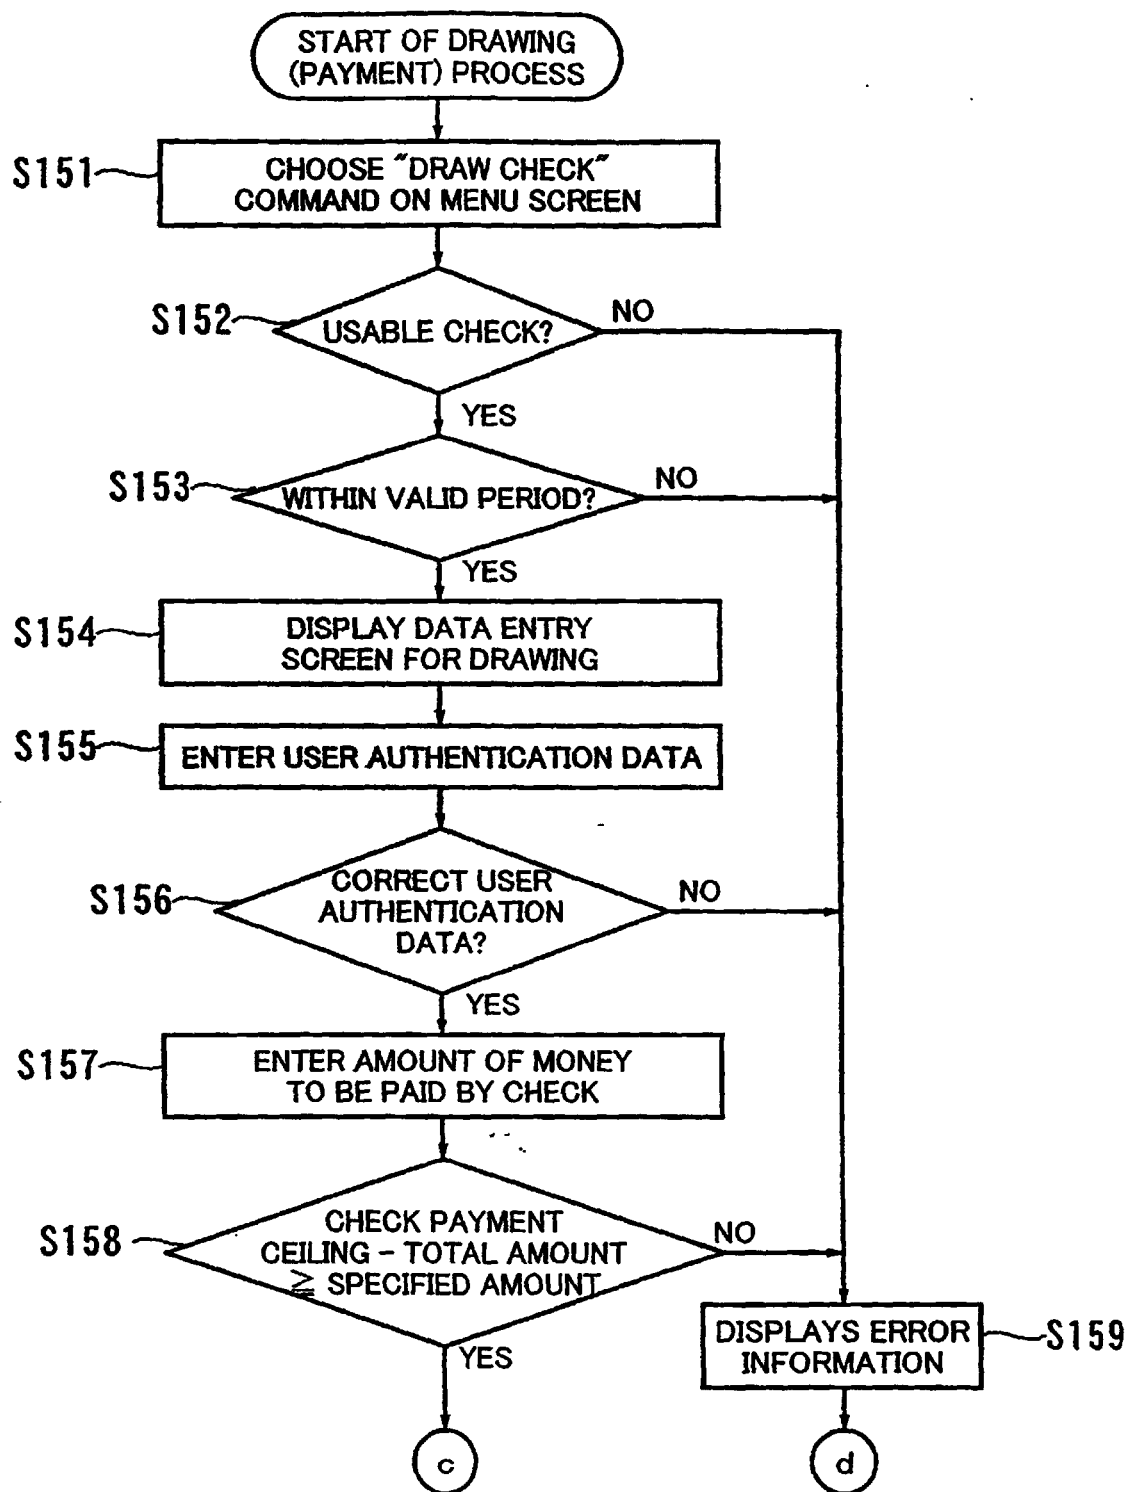 START OF DRAWING
(PAYMENT) PROCESS
S151
CHOOSE "DRAW CHECK"
COMMAND ON MENU SCREEN
S152
USABLE CHECK?
NO
YES
S153
WITHIN VALID PERIOD?
NO
YES
S154
DISPLAY DATA ENTRY
SCREEN FOR DRAWING
S155
ENTER USER AUTHENTICATION DATA
S156
CORRECT USER
AUTHENTICATION
DATA?
NO
YES
S157
ENTER AMOUNT OF MONEY
TO BE PAID BY CHECK
S158
CHECK PAYMENT
CEILING - TOTAL AMOUNT
≧ SPECIFIED AMOUNT
NO
YES
DISPLAYS ERROR
INFORMATION
S159
c
d